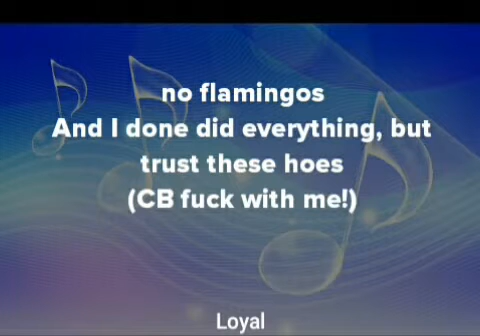 no flamingos
And I done did everything, but
trust these hoes
(CB fuck with me!)
Loyal